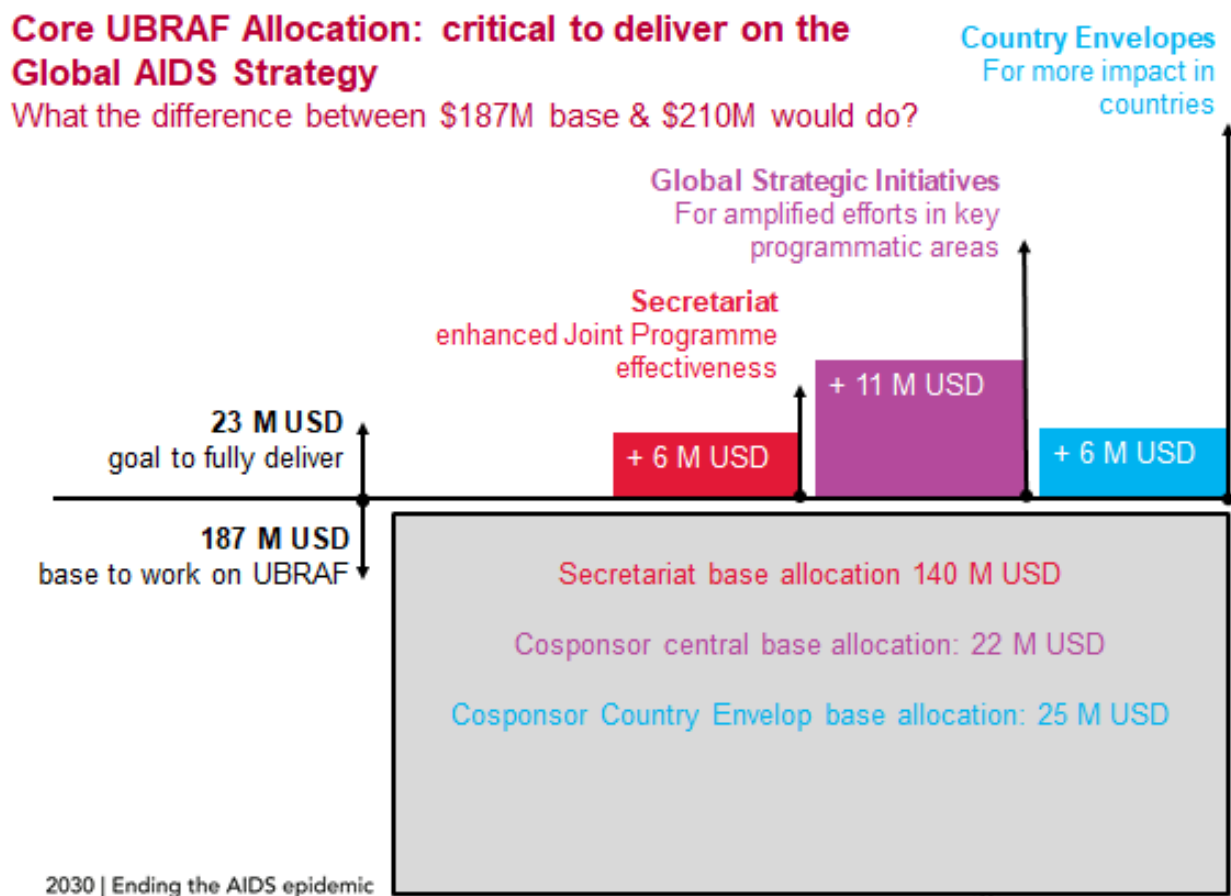 Core UBRAF Allocation: critical to deliver on the
Global AIDS Strategy
What the difference between $187M base & $210M would do?
Country Envelopes
For more impact in
countries
Global Strategic Initiatives
For amplified efforts in key
programmatic areas
Secretariat
enhanced Joint Programme
effectiveness
23 M USD
goal to fully deliver
+ 6 M USD
+ 11 M USD
+ 6 M USD
187 M USD
base to work on UBRAF
Secretariat base allocation 140 M USD
Cosponsor central base allocation: 22 M USD
Cosponsor Country Envelop base allocation: 25 M USD
2030 | Ending the AIDS epidemic